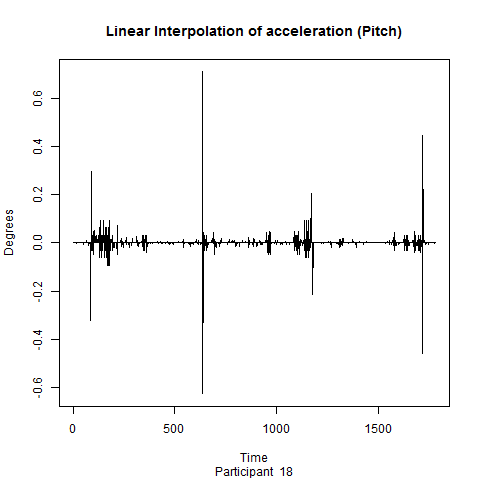 Linear Interpolation of acceleration (Pitch)
Degrees
0.6
0.4
0.2
0.0
-0.2
-0.4
-0.6
0 500 1000 1500
Time
Participant 18